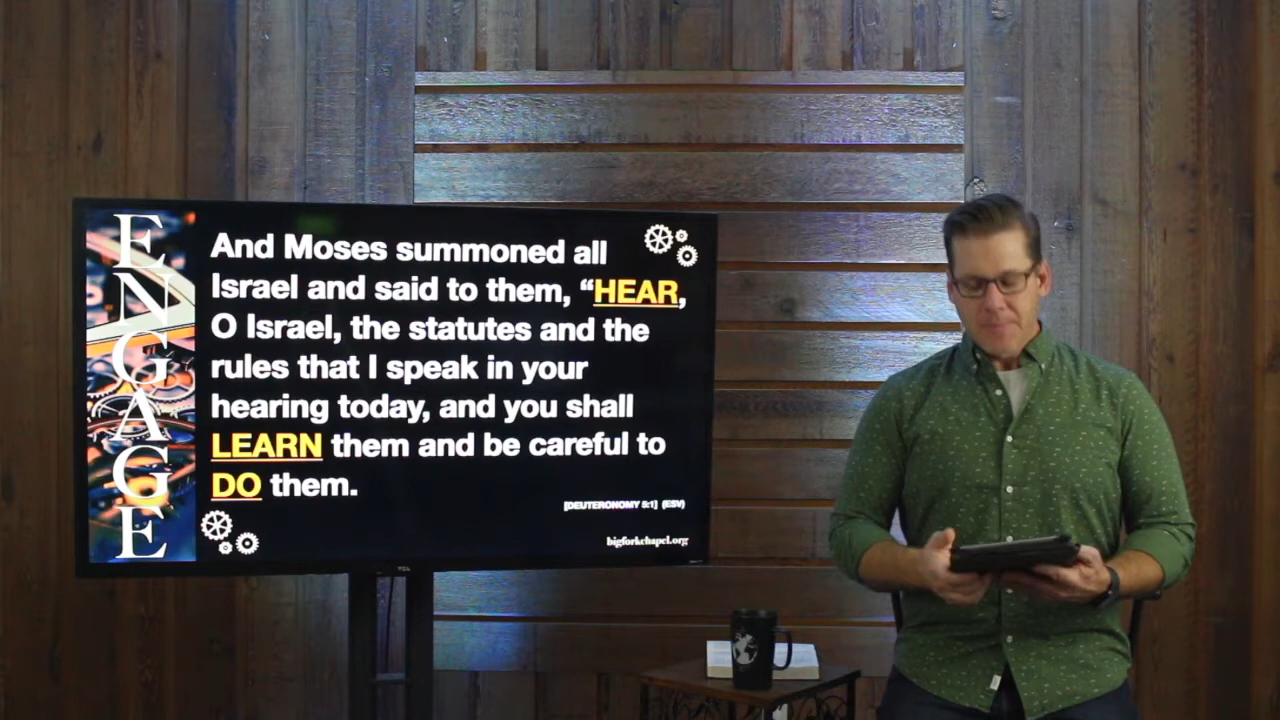 ENGAGE
And Moses summoned all
Israel and said to them, “HEAR,
O Israel, the statutes and the
rules that I speak in your
hearing today, and you shall
LEARN them and be careful to
DO them.
[DEUTERONOMY 5:1] (ESV)
bigforkchapel.org
TCL